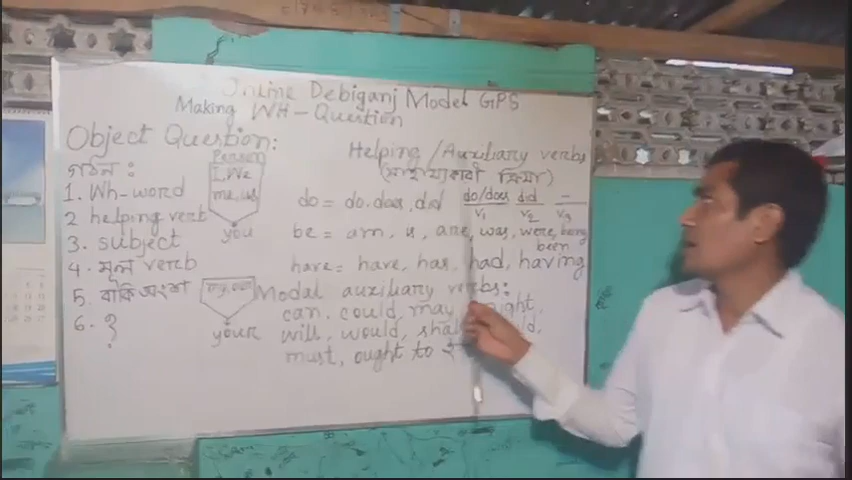 Online Debiganj Model GPS
Making WH-Question
Object Question:
গঠন:
1. Wh-word
2 helping verb
3. subject
4. মূল verb
5. বাকি অংশ
6. ?
Person
I, We
me, us
you
my, our
your
Helping/Auxiliary verbs
(সাহায্যকারী ক্রিয়া)
do = do, does, did do/does did –
V1 V2 V3
be = am, is, are, was, were, being
been
have = have, has, had, having
Modal auxiliary verbs:
can, could, may, might,
will, would,
must, ought to